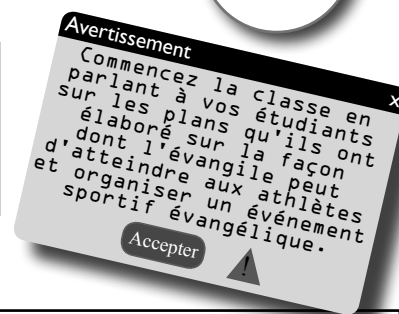 Avertissement
x
Commencez la classe en
parlant à vos étudiants
sur les plans qu'ils ont
élaboré sur la façon
dont l'évangile peut
d'atteindre aux athlètes
et organiser un événement
sportif évangélique.
Accepter
!